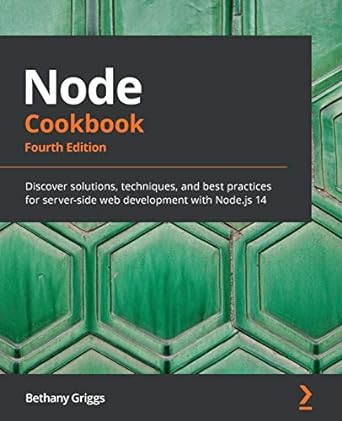 Node
Cookbook
Fourth Edition
Discover solutions, techniques, and best practices
for server-side web development with Node.js 14
Bethany Griggs